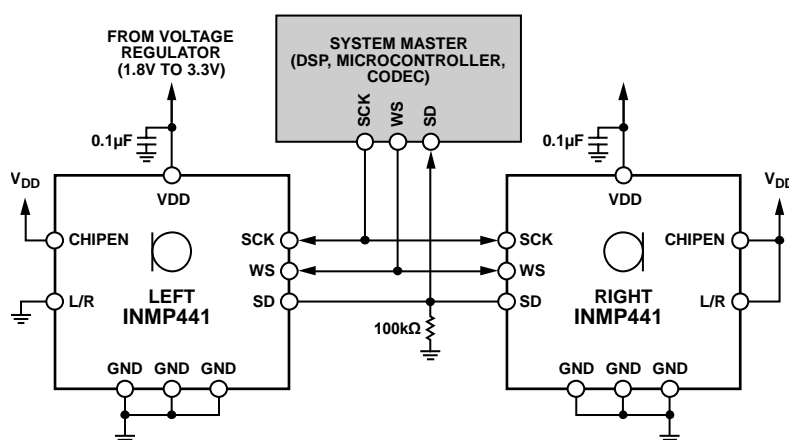 FROM VOLTAGE
REGULATOR
(1.8V TO 3.3V)
SYSTEM MASTER
(DSP, MICROCONTROLLER,
CODEC)
SCK
WS
SD
0.1µF
0.1µF
VDD
VDD
VDD
VDD
CHIPEN
SCK
SCK
CHIPEN
WS
WS
L/R
LEFT
INMP441
SD
SD
RIGHT
INMP441
L/R
100kΩ
GND GND GND
GND GND GND